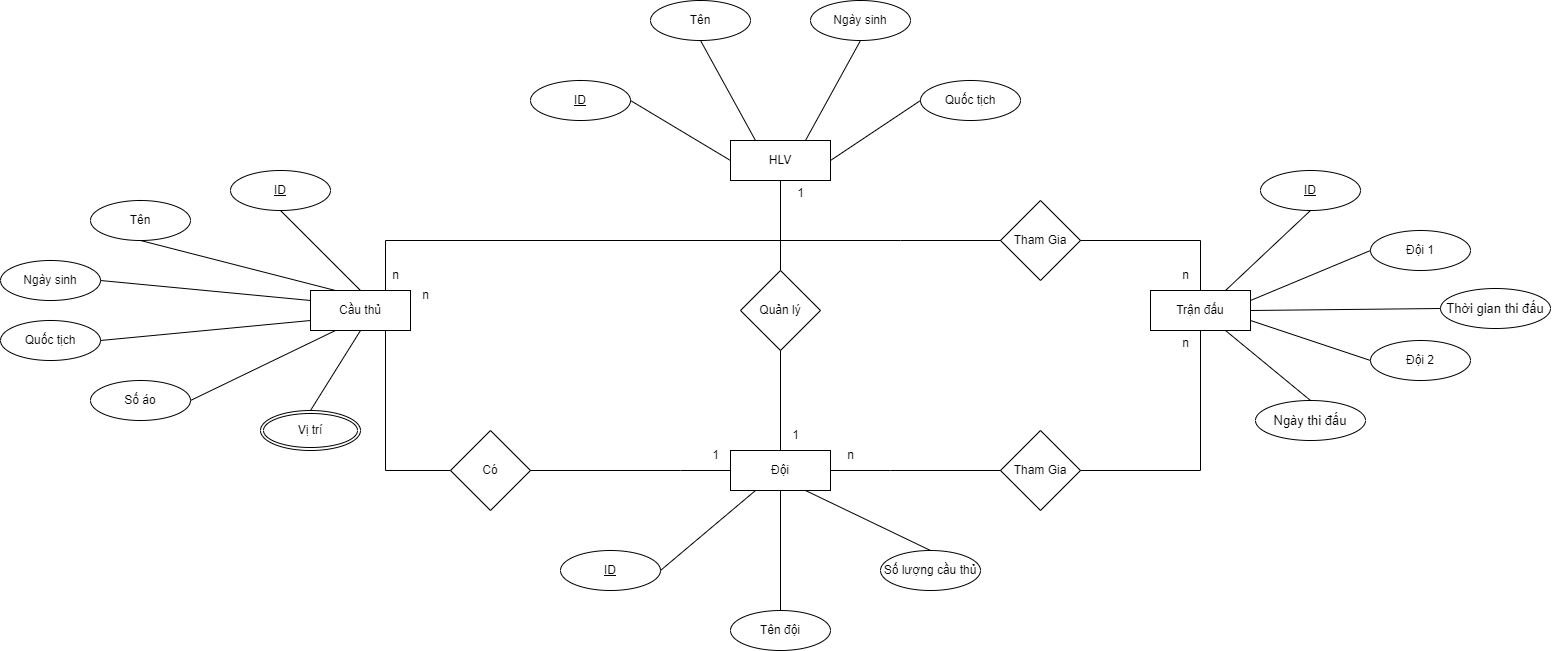 Tên
Ngày sinh
ID
Quốc tịch
HLV
1
ID
Tên
Ngày sinh
Quốc tịch
Số áo
Vị trí
Cầu thủ
n
n
Tham Gia
Quản lý
ID
Đội 1
Thời gian thi đấu
Đội 2
Ngày thi đấu
Trận đấu
n
n
Có
1
1
Đội
n
Tham Gia
ID
Số lượng cầu thủ
Tên đội